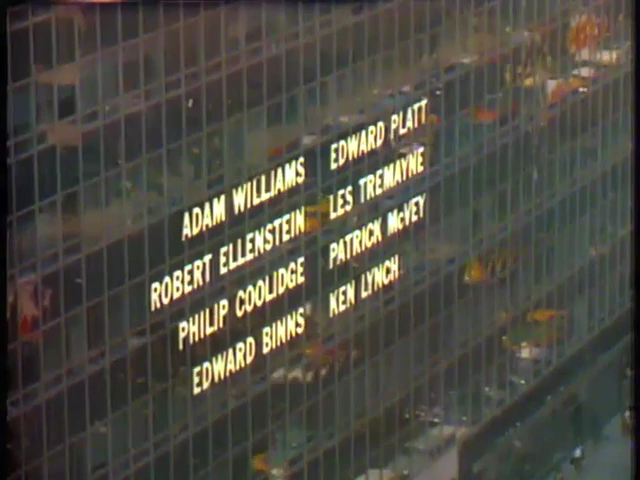 ADAM WILLIAMS
ROBERT ELLENSTEIN
PHILIP COOLIDGE
EDWARD BINNS
EDWARD PLATT
LES TREMAYNE
PATRICK McVEY
KEN LYNCH